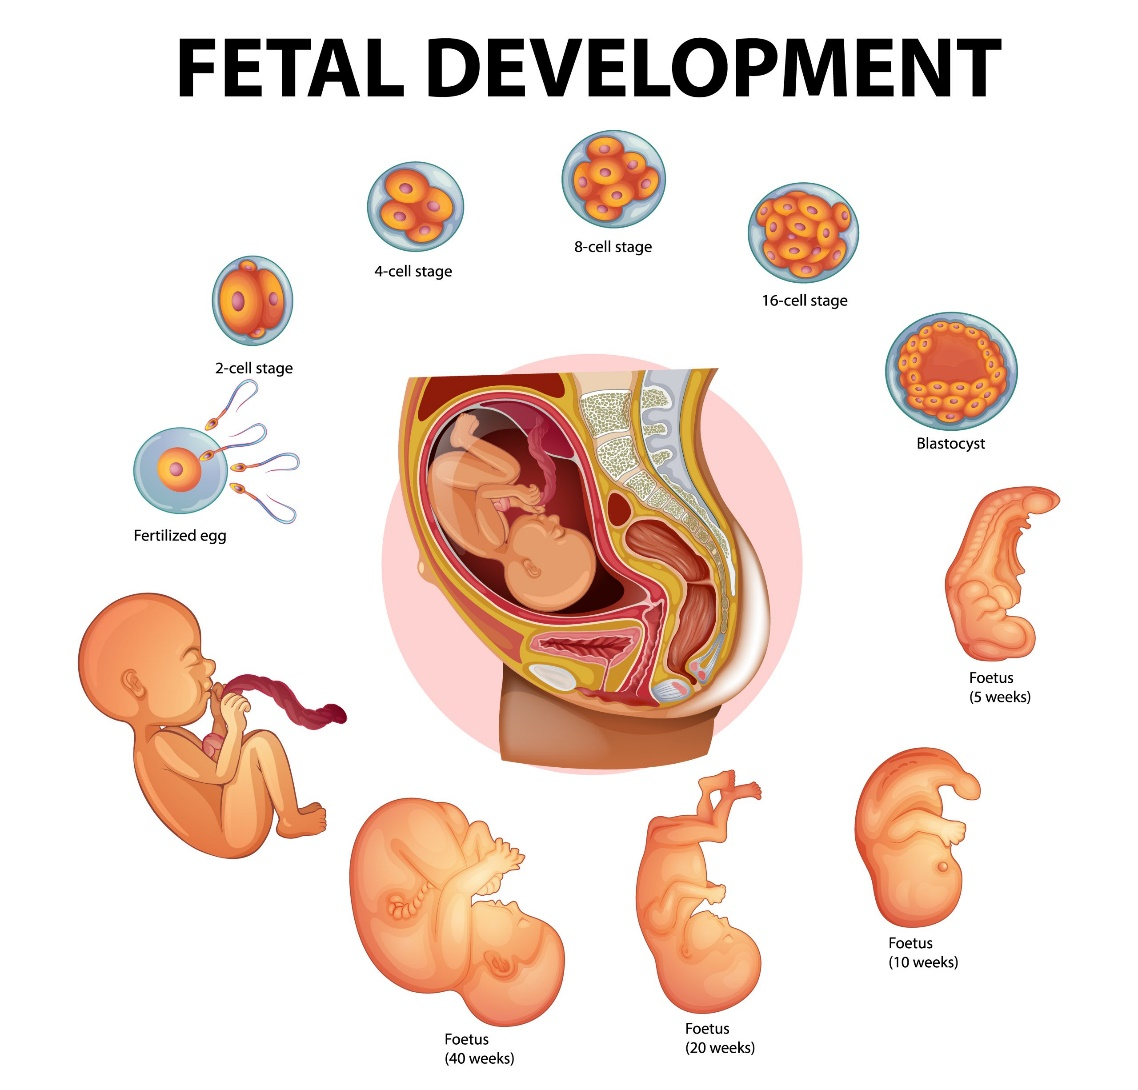 FETAL DEVELOPMENT
8-cell stage
4-cell stage
16-cell stage
2-cell stage
Blastocyst
Fertilized egg
Foetus
(5 weeks)
Foetus
(10 weeks)
Foetus
(20 weeks)
Foetus
(40 weeks)